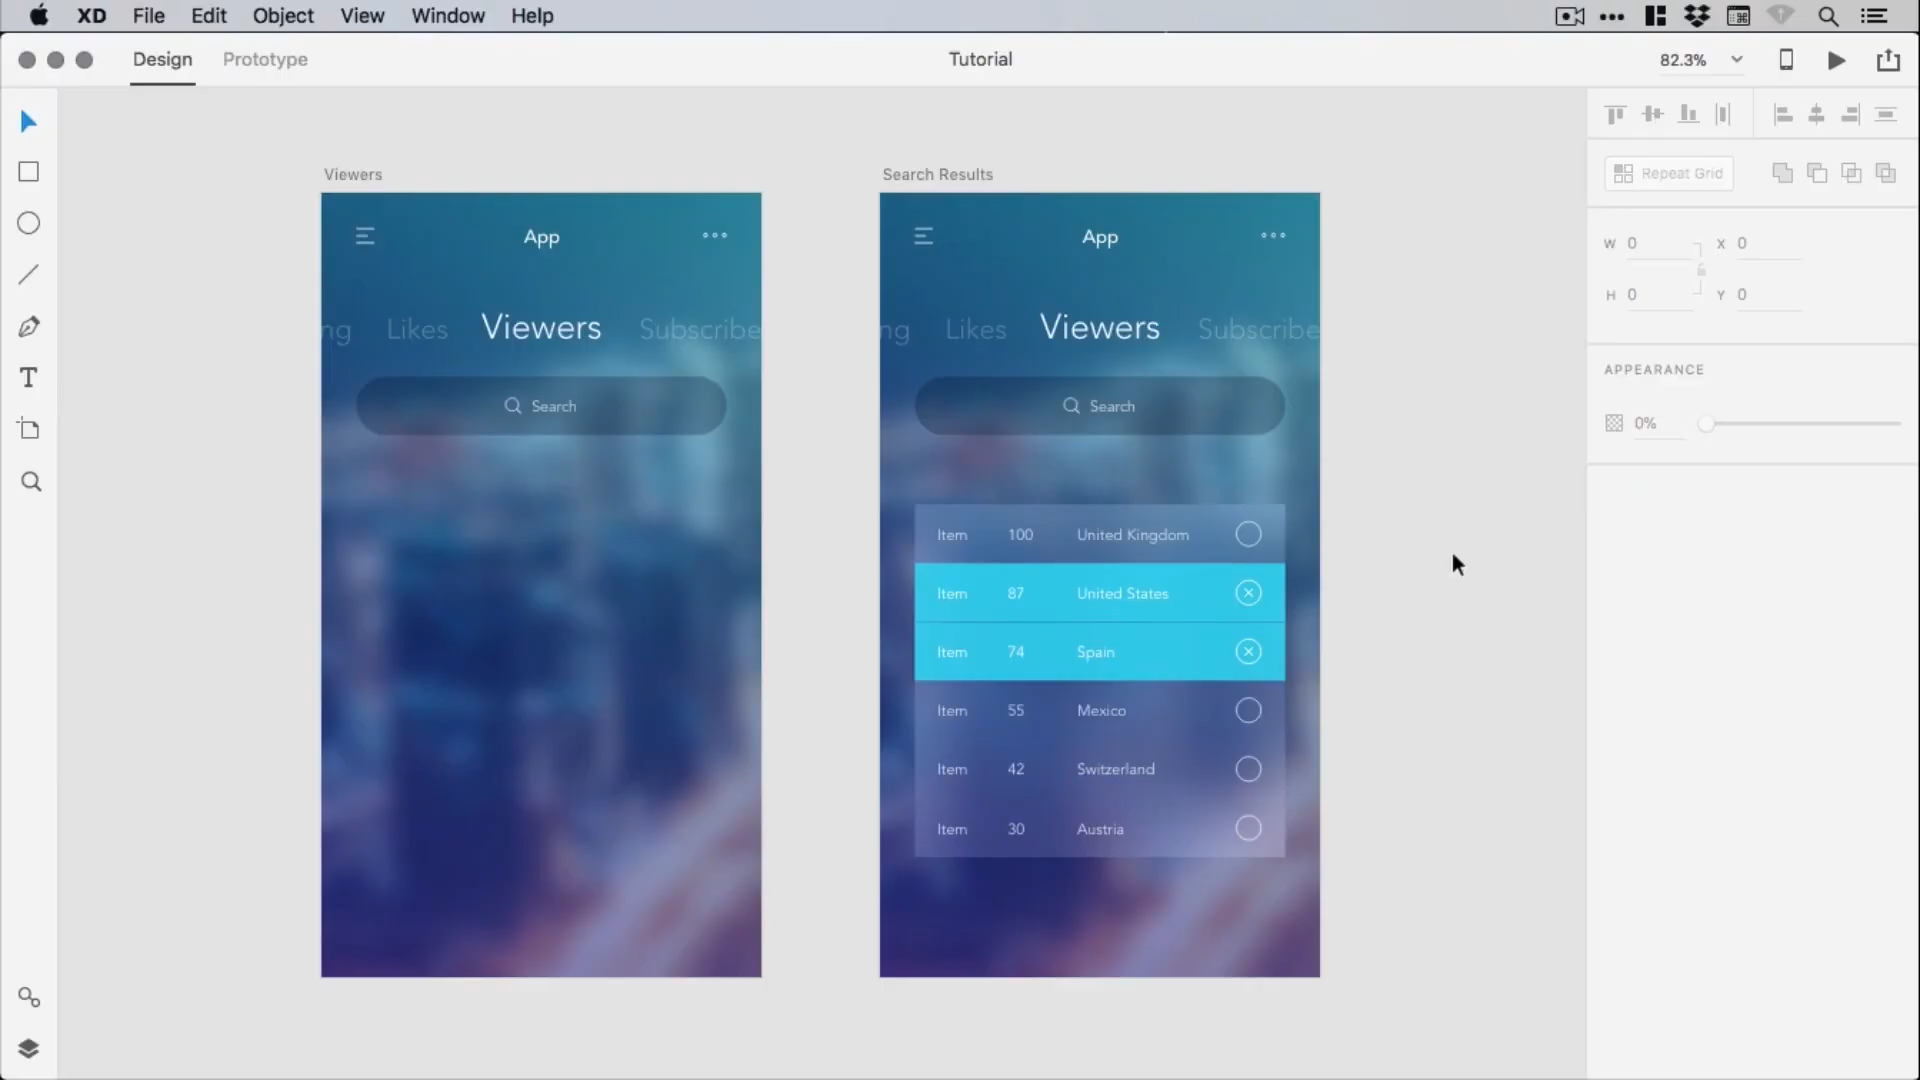 XD File Edit Object View Window Help
Design Prototype Tutorial 82.3%
Repeat Grid
W 0 X 0
H 0 Y 0
APPEARANCE
0%
Viewers
App
ng Likes Viewers Subscribe
Search
Search Results
App
ng Likes Viewers Subscribe
Search
Item 100 United Kingdom
Item 87 United States
Item 74 Spain
Item 55 Mexico
Item 42 Switzerland
Item 30 Austria